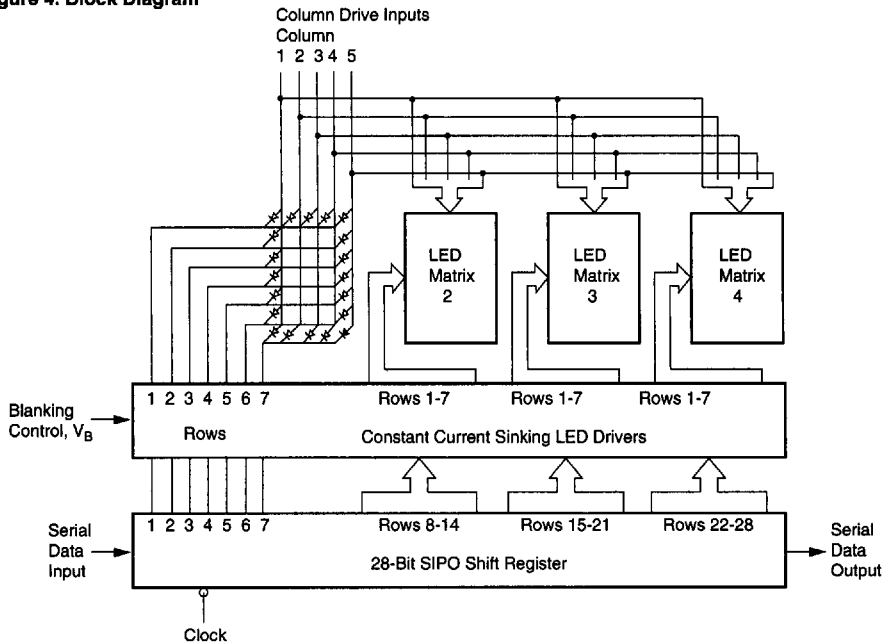 Figure 4. Block Diagram
Column Drive Inputs
Column
1 2 3 4 5
LED
Matrix
2
LED
Matrix
3
LED
Matrix
4
1 2 3 4 5 6 7
Rows 1-7
Rows 1-7
Rows 1-7
Blanking
Control, VB
Rows
Constant Current Sinking LED Drivers
1 2 3 4 5 6 7
Rows 8-14
Rows 15-21
Rows 22-28
Serial
Data
Input
28-Bit SIPO Shift Register
Serial
Data
Output
Clock